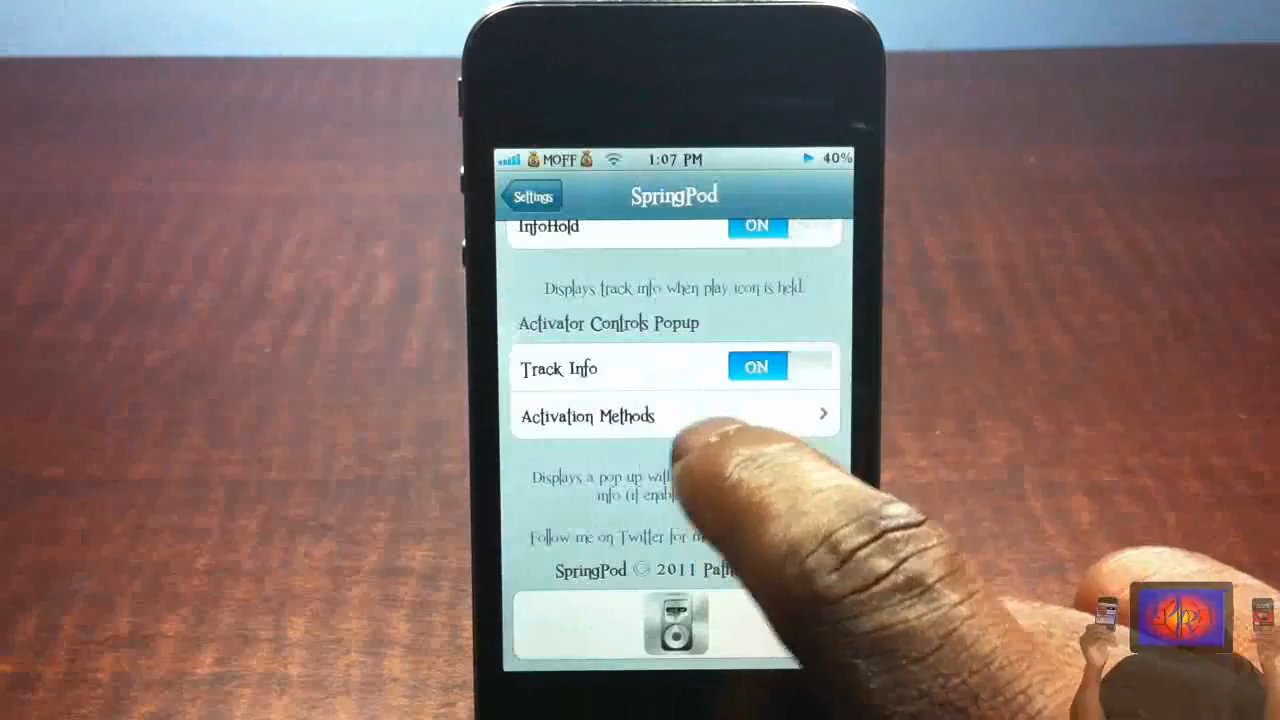 MOFF 1:07 PM 40%
Settings SpringPod
InfoHold ON
Displays track info when play icon is held.
Activator Controls Popup
Track Info ON
Activation Methods
Displays a pop up
info (if
Follow me on Twitter for
SpringPod © 2011